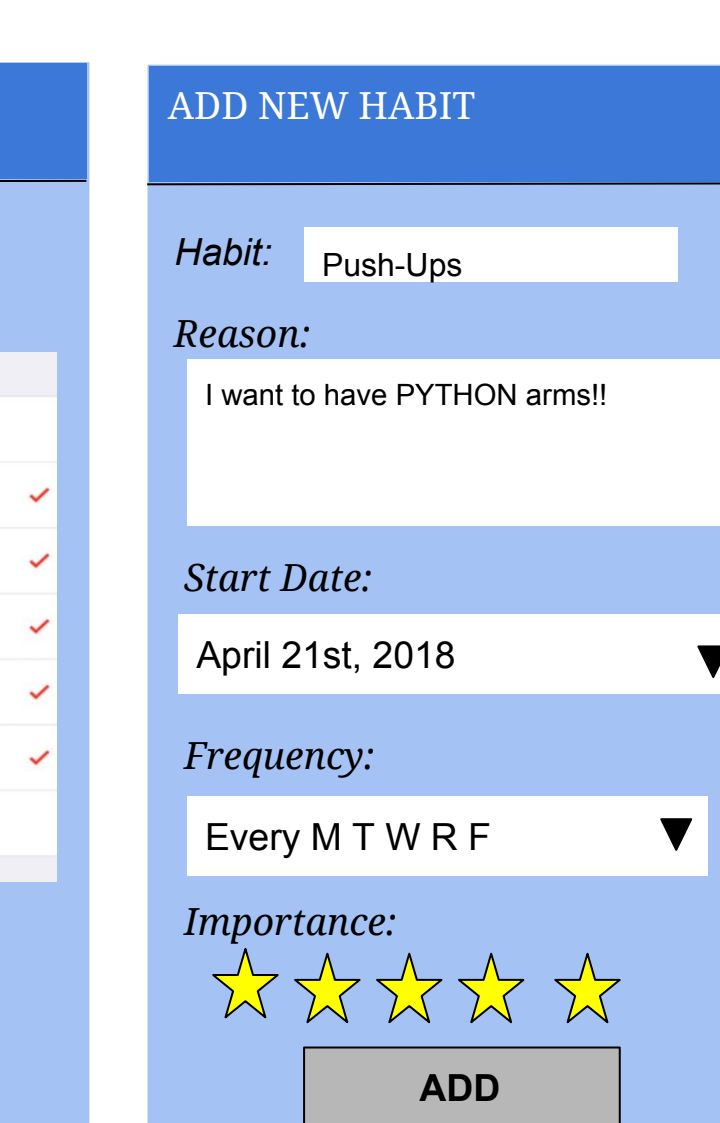 ADD NEW HABIT
Habit:
Push-Ups
Reason:
I want to have PYTHON arms!!
Start Date:
April 21st, 2018
Frequency:
Every M T W R F
Importance:
ADD